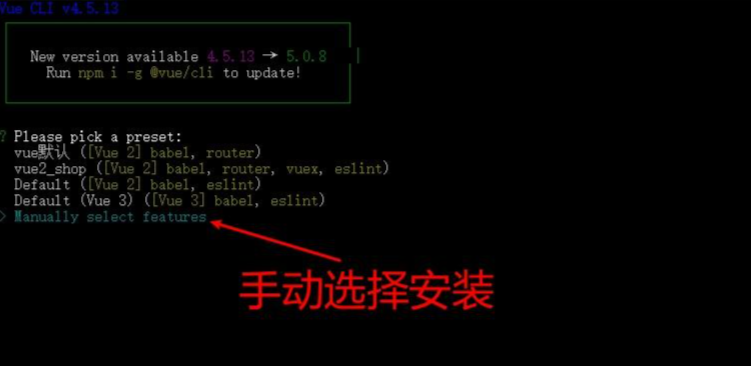 Vue CLI v4.5.13
New version available 4.5.13 → 5.0.8
Run npm i -g @vue/cli to update!
? Please pick a preset:
vue默认 ([Vue 2] babel, router)
vue2_shop ([Vue 2] babel, router, vuex, eslint)
Default ([Vue 2] babel, eslint)
Default (Vue 3) ([Vue 3] babel, eslint)
> Manually select features
手动选择安装